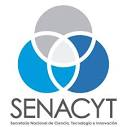 SENACYT
Secretaría Nacional de Ciencia, Tecnología e Innovación